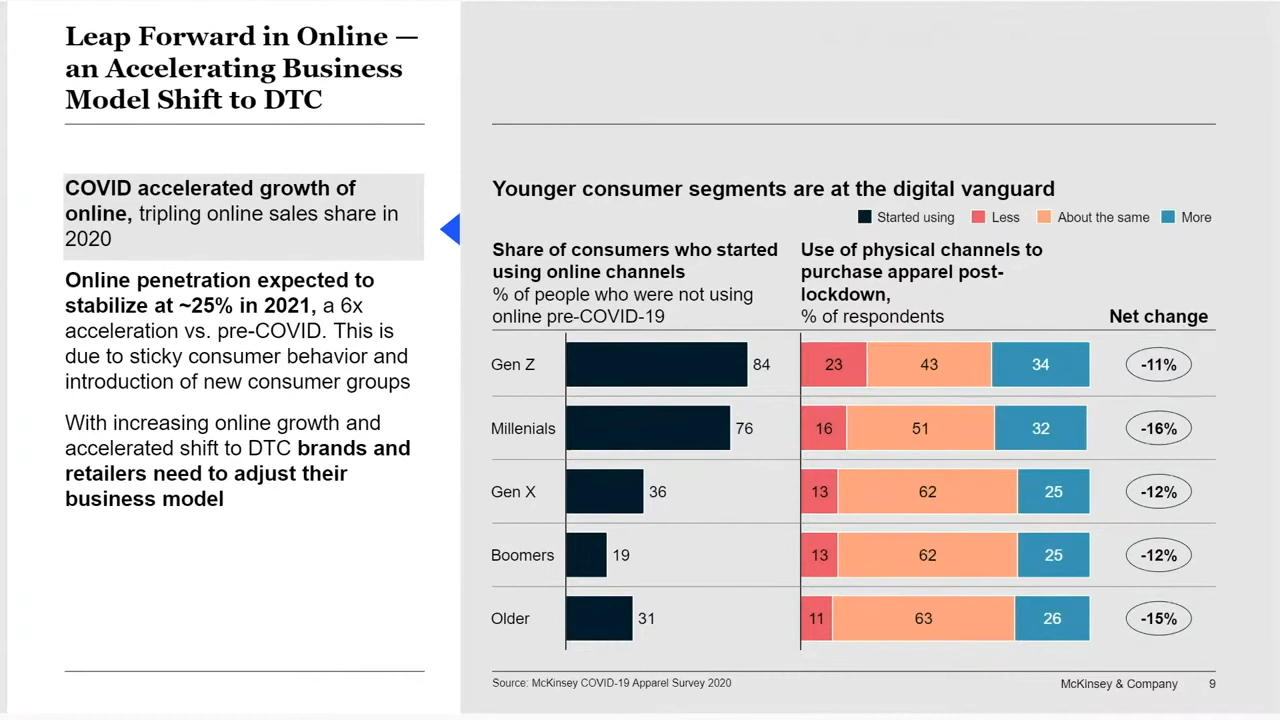 Leap Forward in Online —
an Accelerating Business
Model Shift to DTC
COVID accelerated growth of
online, tripling online sales share in
2020
Online penetration expected to
stabilize at ~25% in 2021, a 6x
acceleration vs. pre-COVID. This is
due to sticky consumer behavior and
introduction of new consumer groups
With increasing online growth and
accelerated shift to DTC brands and
retailers need to adjust their
business model
Younger consumer segments are at the digital vanguard
Started using Less About the same More
Share of consumers who started
using online channels
% of people who were not using
online pre-COVID-19
Use of physical channels to
purchase apparel post-
lockdown,
% of respondents
Net change
Gen Z 84 23 43 34 -11%
Millenials 76 16 51 32 -16%
Gen X 36 13 62 25 -12%
Boomers 19 13 62 25 -12%
Older 31 11 63 26 -15%
Source: McKinsey COVID-19 Apparel Survey 2020
McKinsey & Company 9